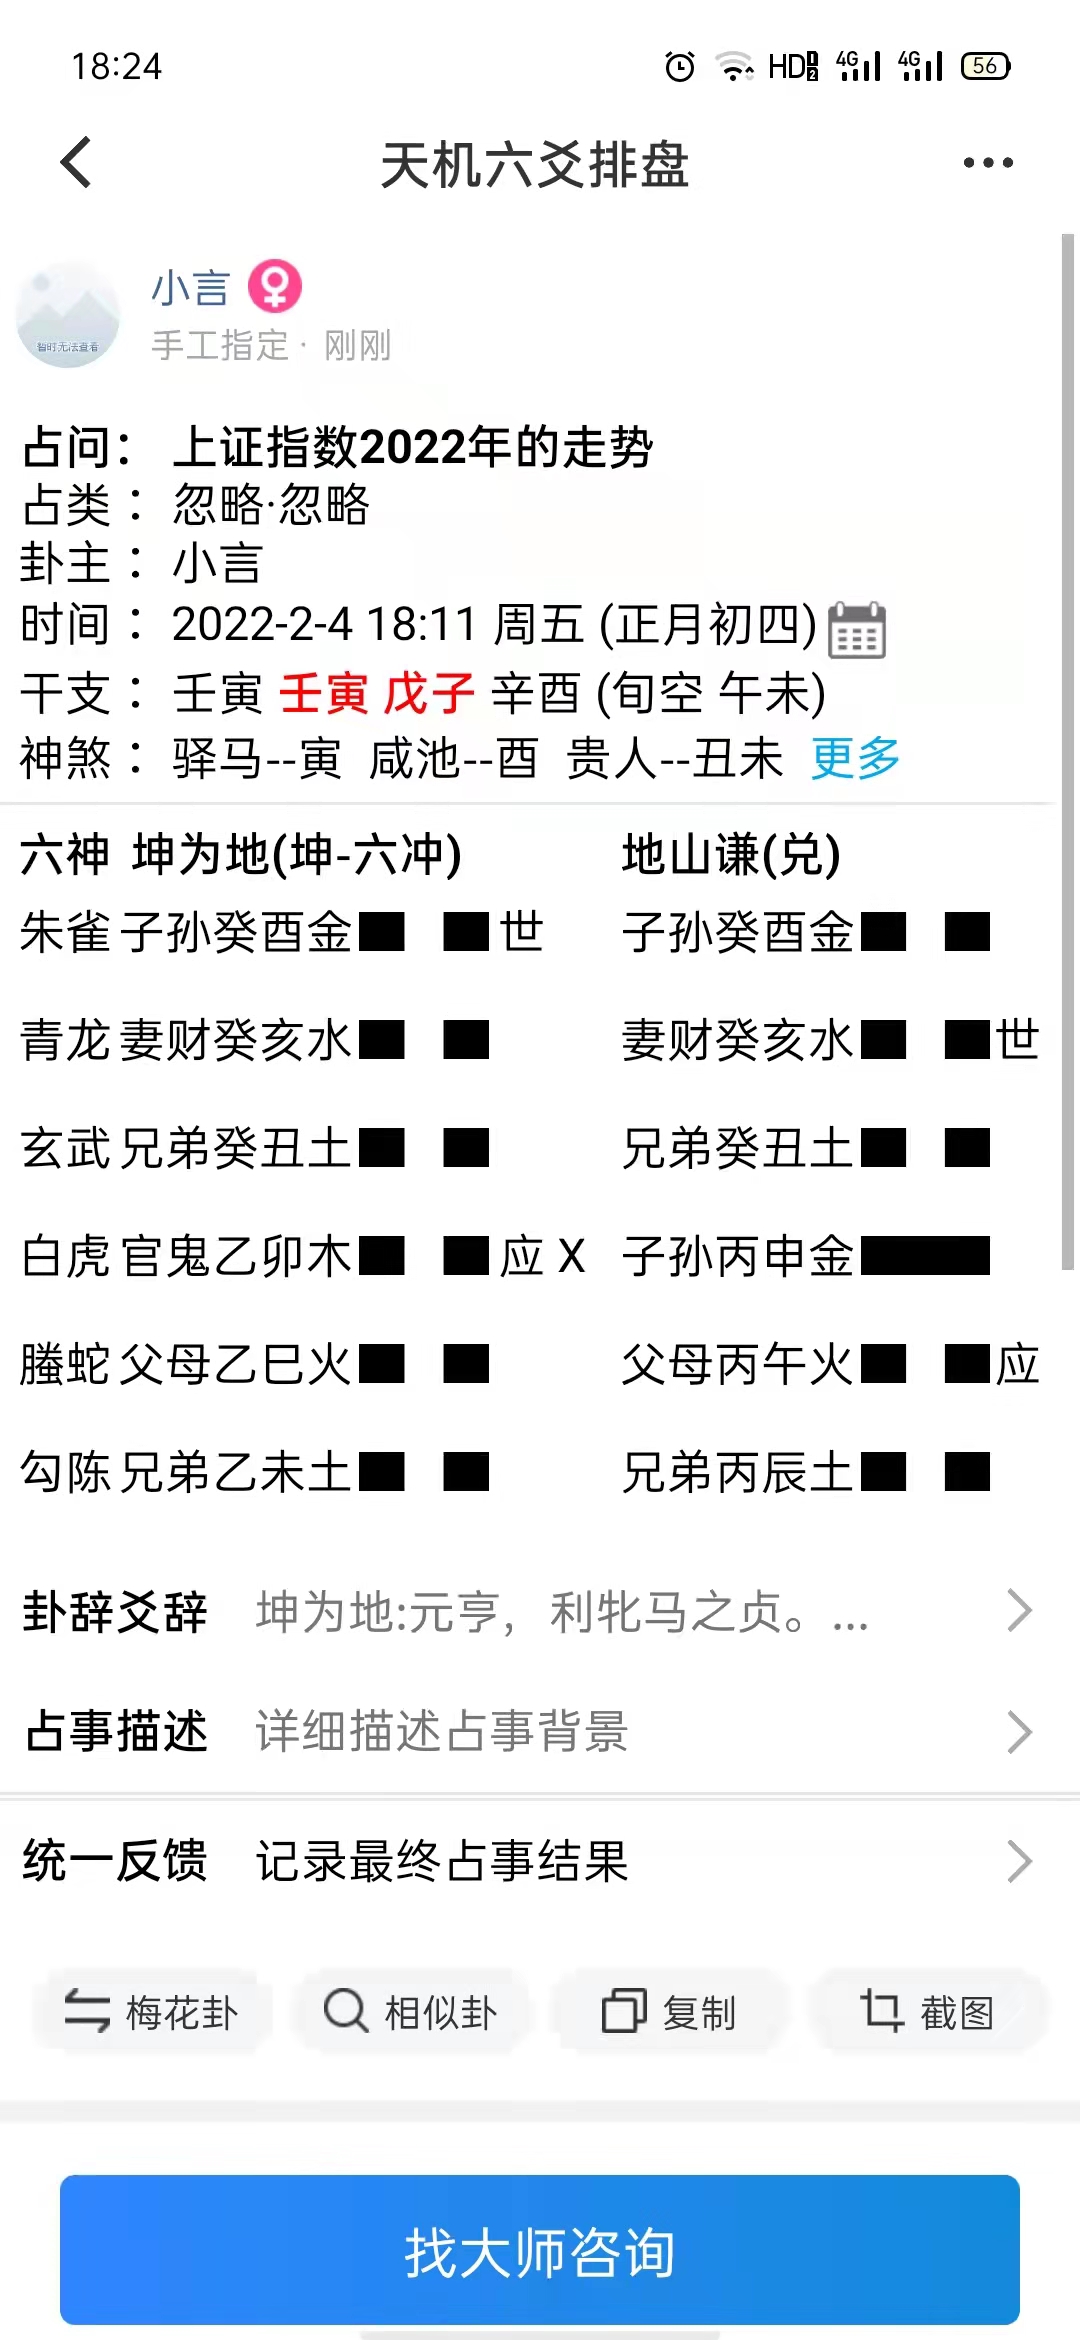 18:24 HD 4G 4G 56
天机六爻排盘
小言
手工指定 · 刚刚
暂时无法查看
占问： 上证指数2022年的走势
占类： 忽略·忽略
卦主： 小言
时间： 2022-2-4 18:11 周五 (正月初四)
干支： 壬寅 壬寅 戊子 辛酉 (旬空 午未)
神煞： 驿马--寅 咸池--酉 贵人--丑未 更多
六神 坤为地(坤-六冲) 地山谦(兑)
朱雀 子孙癸酉金 世 子孙癸酉金
青龙 妻财癸亥水 妻财癸亥水 世
玄武 兄弟癸丑土 兄弟癸丑土
白虎 官鬼乙卯木 应 X 子孙丙申金
螣蛇 父母乙巳火 父母丙午火 应
勾陈 兄弟乙未土 兄弟丙辰土
卦辞爻辞 坤为地:元亨，利牝马之贞。...
占事描述 详细描述占事背景
统一反馈 记录最终占事结果
梅花卦 相似卦 复制 截图
找大师咨询